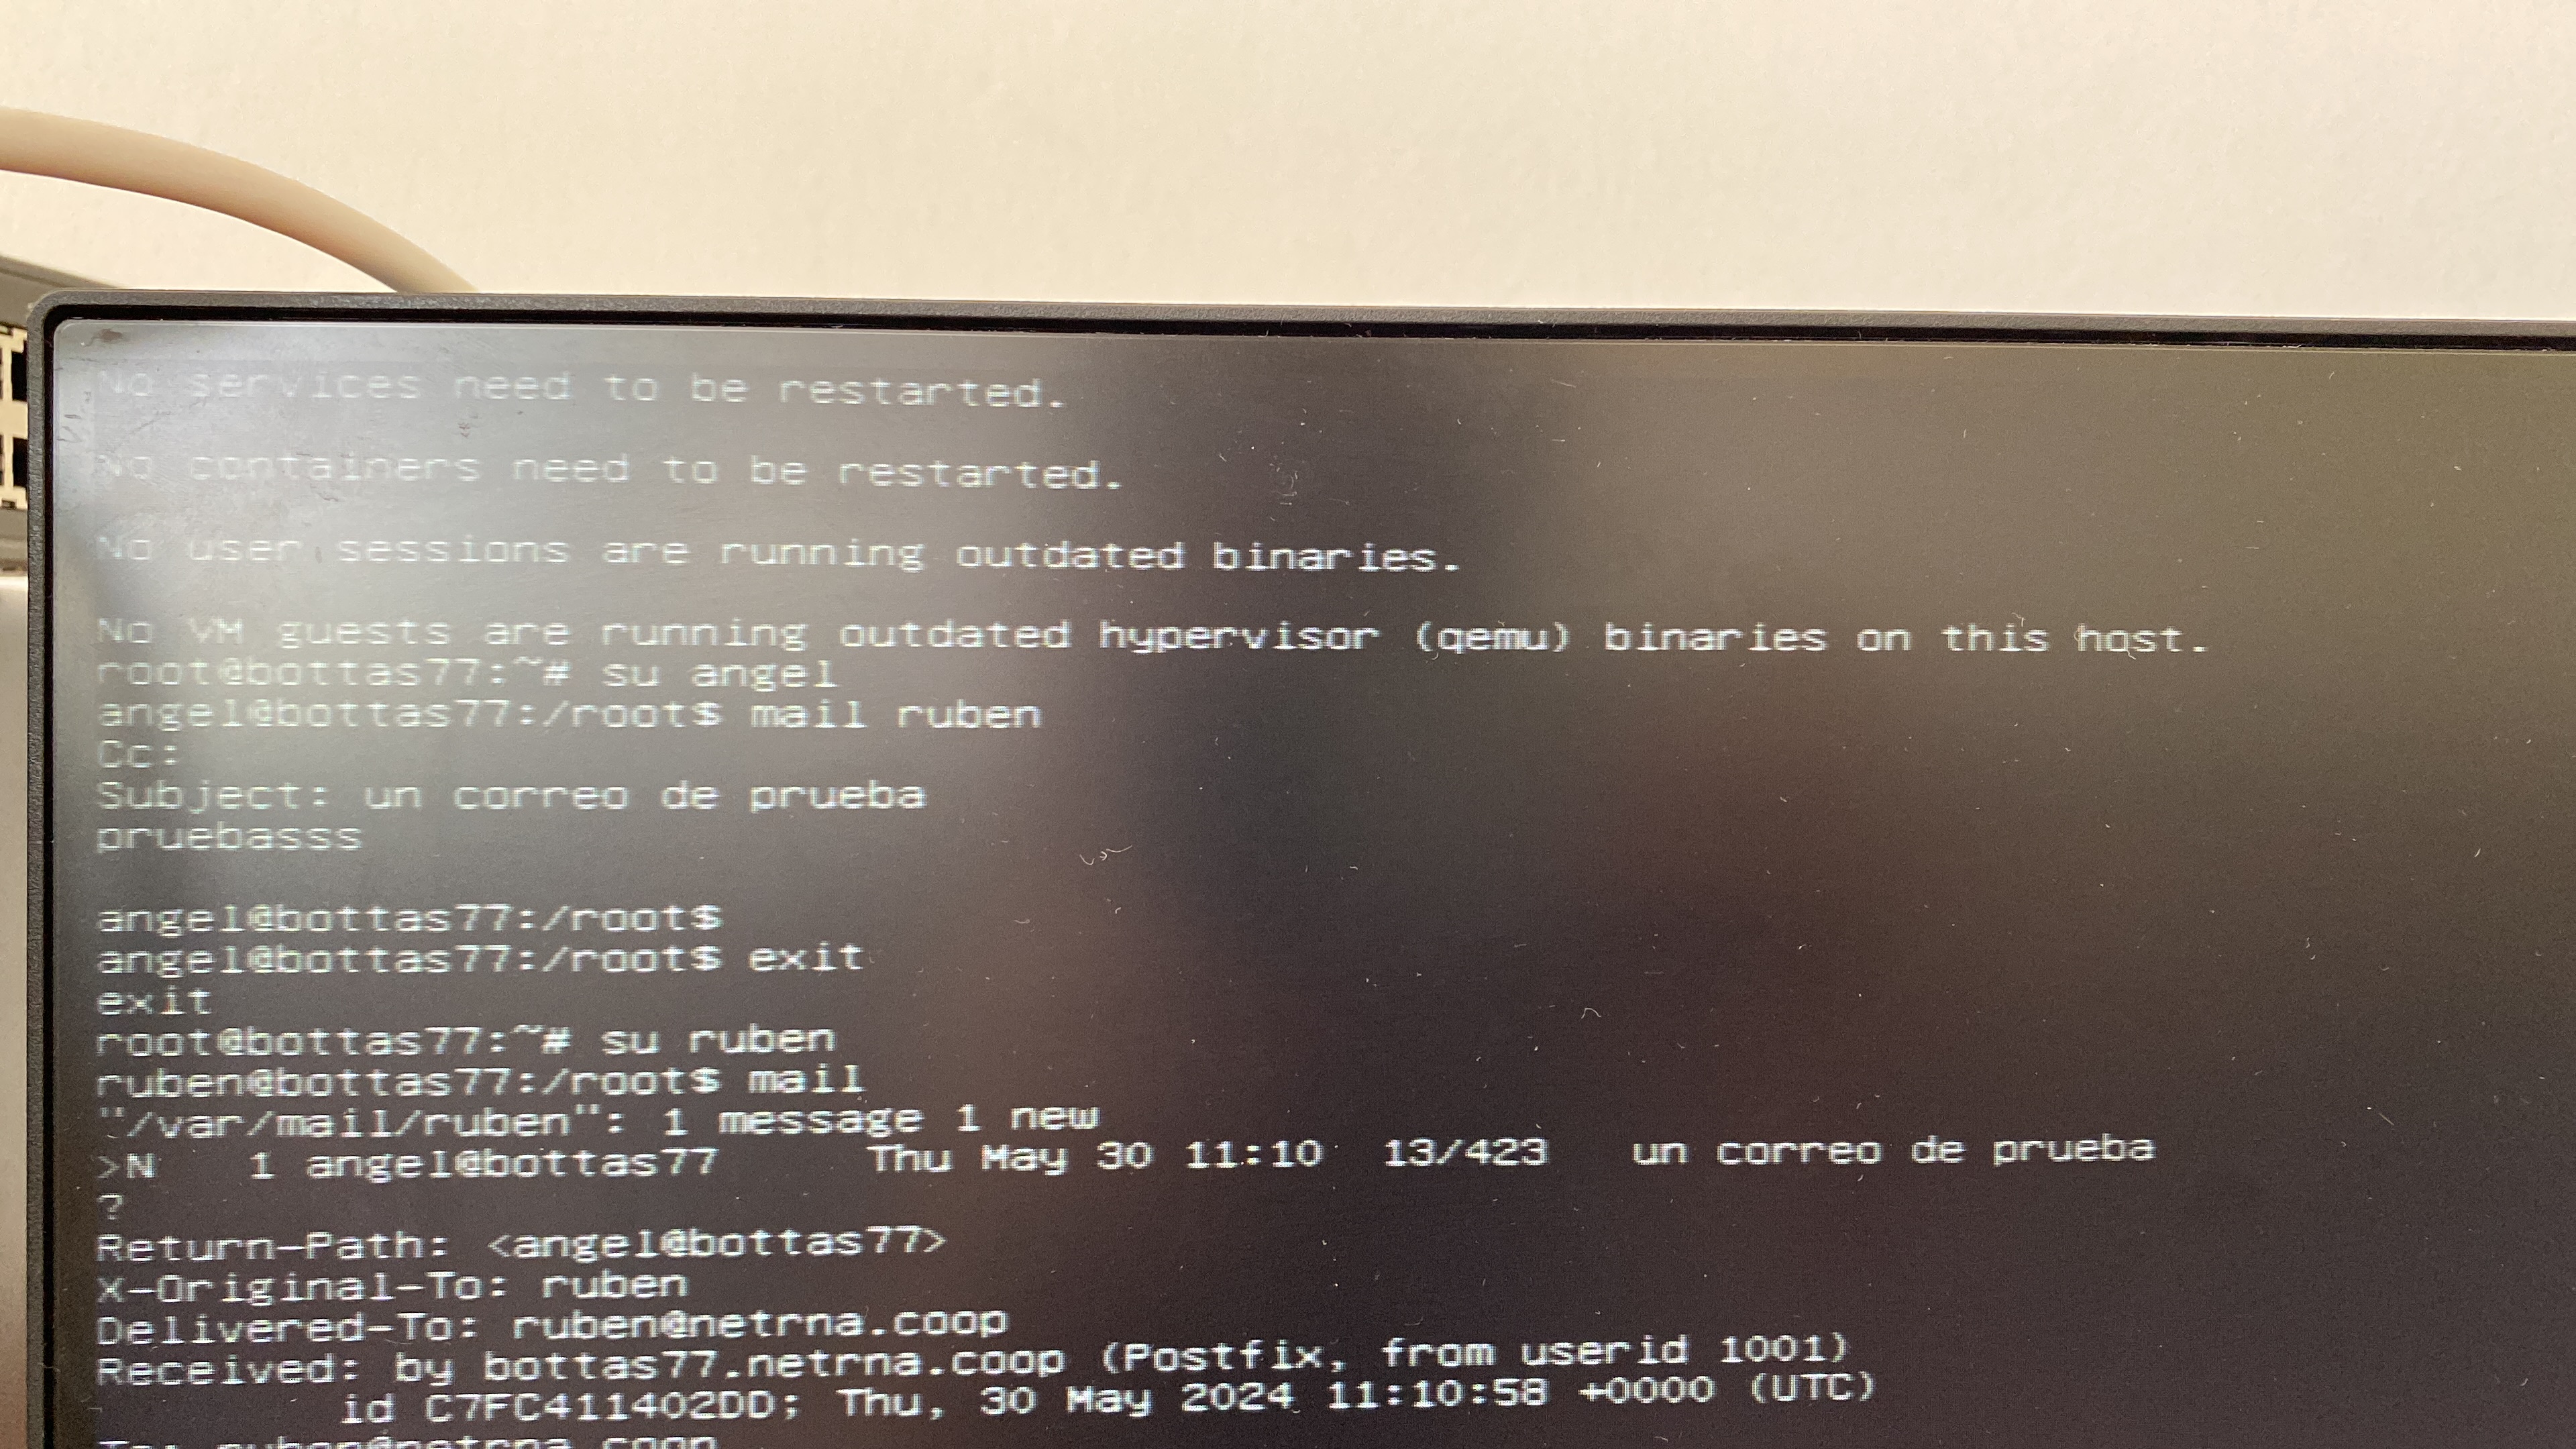 No services need to be restarted.
No containers need to be restarted.
No user sessions are running outdated binaries.
No VM guests are running outdated hypervisor (qemu) binaries on this host.
root@bottas77:~# su angel
angel@bottas77:/root$ mail ruben
Cc:
Subject: un correo de prueba
pruebasss
angel@bottas77:/root$
angel@bottas77:/root$ exit
exit
root@bottas77:~# su ruben
ruben@bottas77:/root$ mail
"/var/mail/ruben": 1 message 1 new
>N   1 angel@bottas77     Thu May 30 11:10  13/423   un correo de prueba
?
Return-Path: <angel@bottas77>
X-Original-To: ruben
Delivered-To: ruben@netrna.coop
Received: by bottas77.netrna.coop (Postfix, from userid 1001)
        id C7FC411402DD; Thu, 30 May 2024 11:10:58 +0000 (UTC)
To: ruben@netrna.coop